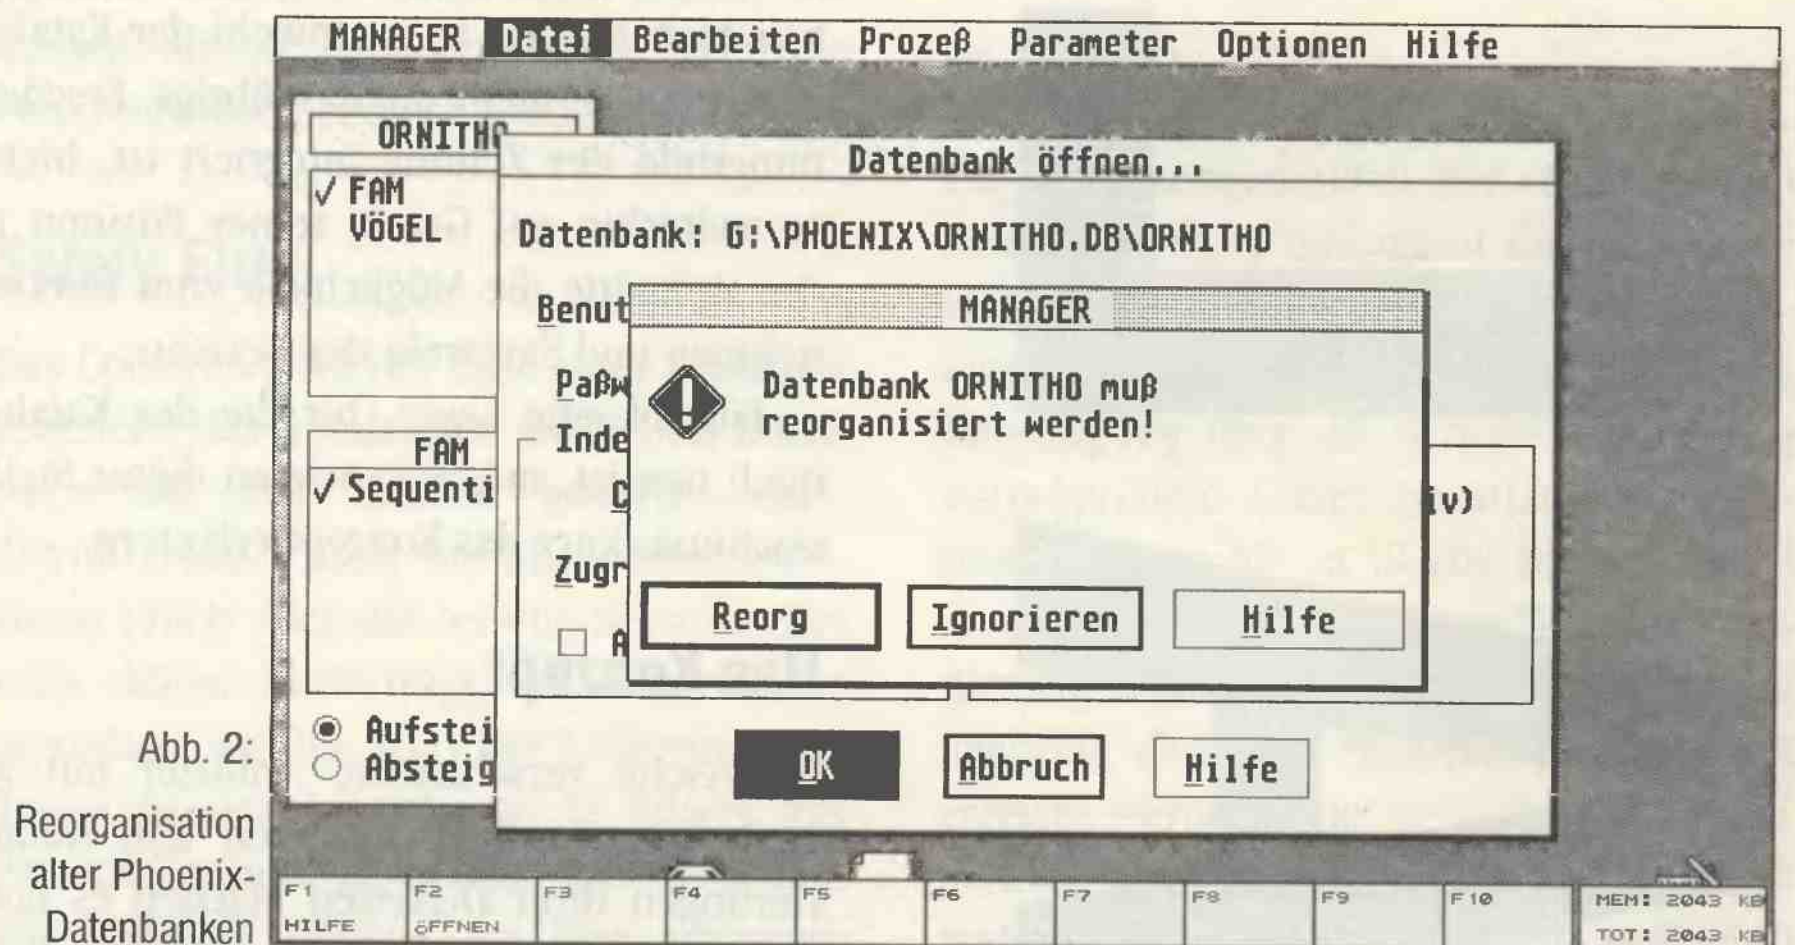 MANAGER Datei Bearbeiten Prozeß Parameter Optionen Hilfe
ORNITHO
√ FAM
VÖGEL
FAM
√ Sequenti
Aufstei
Absteig
Datenbank öffnen...
Datenbank: G:\PHOENIX\ORNITHO.DB\ORNITHO
Benut
Paßw
Inde
D
iv)
Zugr
A
MANAGER
Datenbank ORNITHO muß
reorganisiert werden!
Reorg Ignorieren Hilfe
OK Abbruch Hilfe
F1 F2 F3 F4 F5 F6 F7 F8 F9 F10
HILFE ÖFFNEN
MEM: 2043 KB
TOT: 2043 KB
Abb. 2:
Reorganisation
alter Phoenix-
Datenbanken